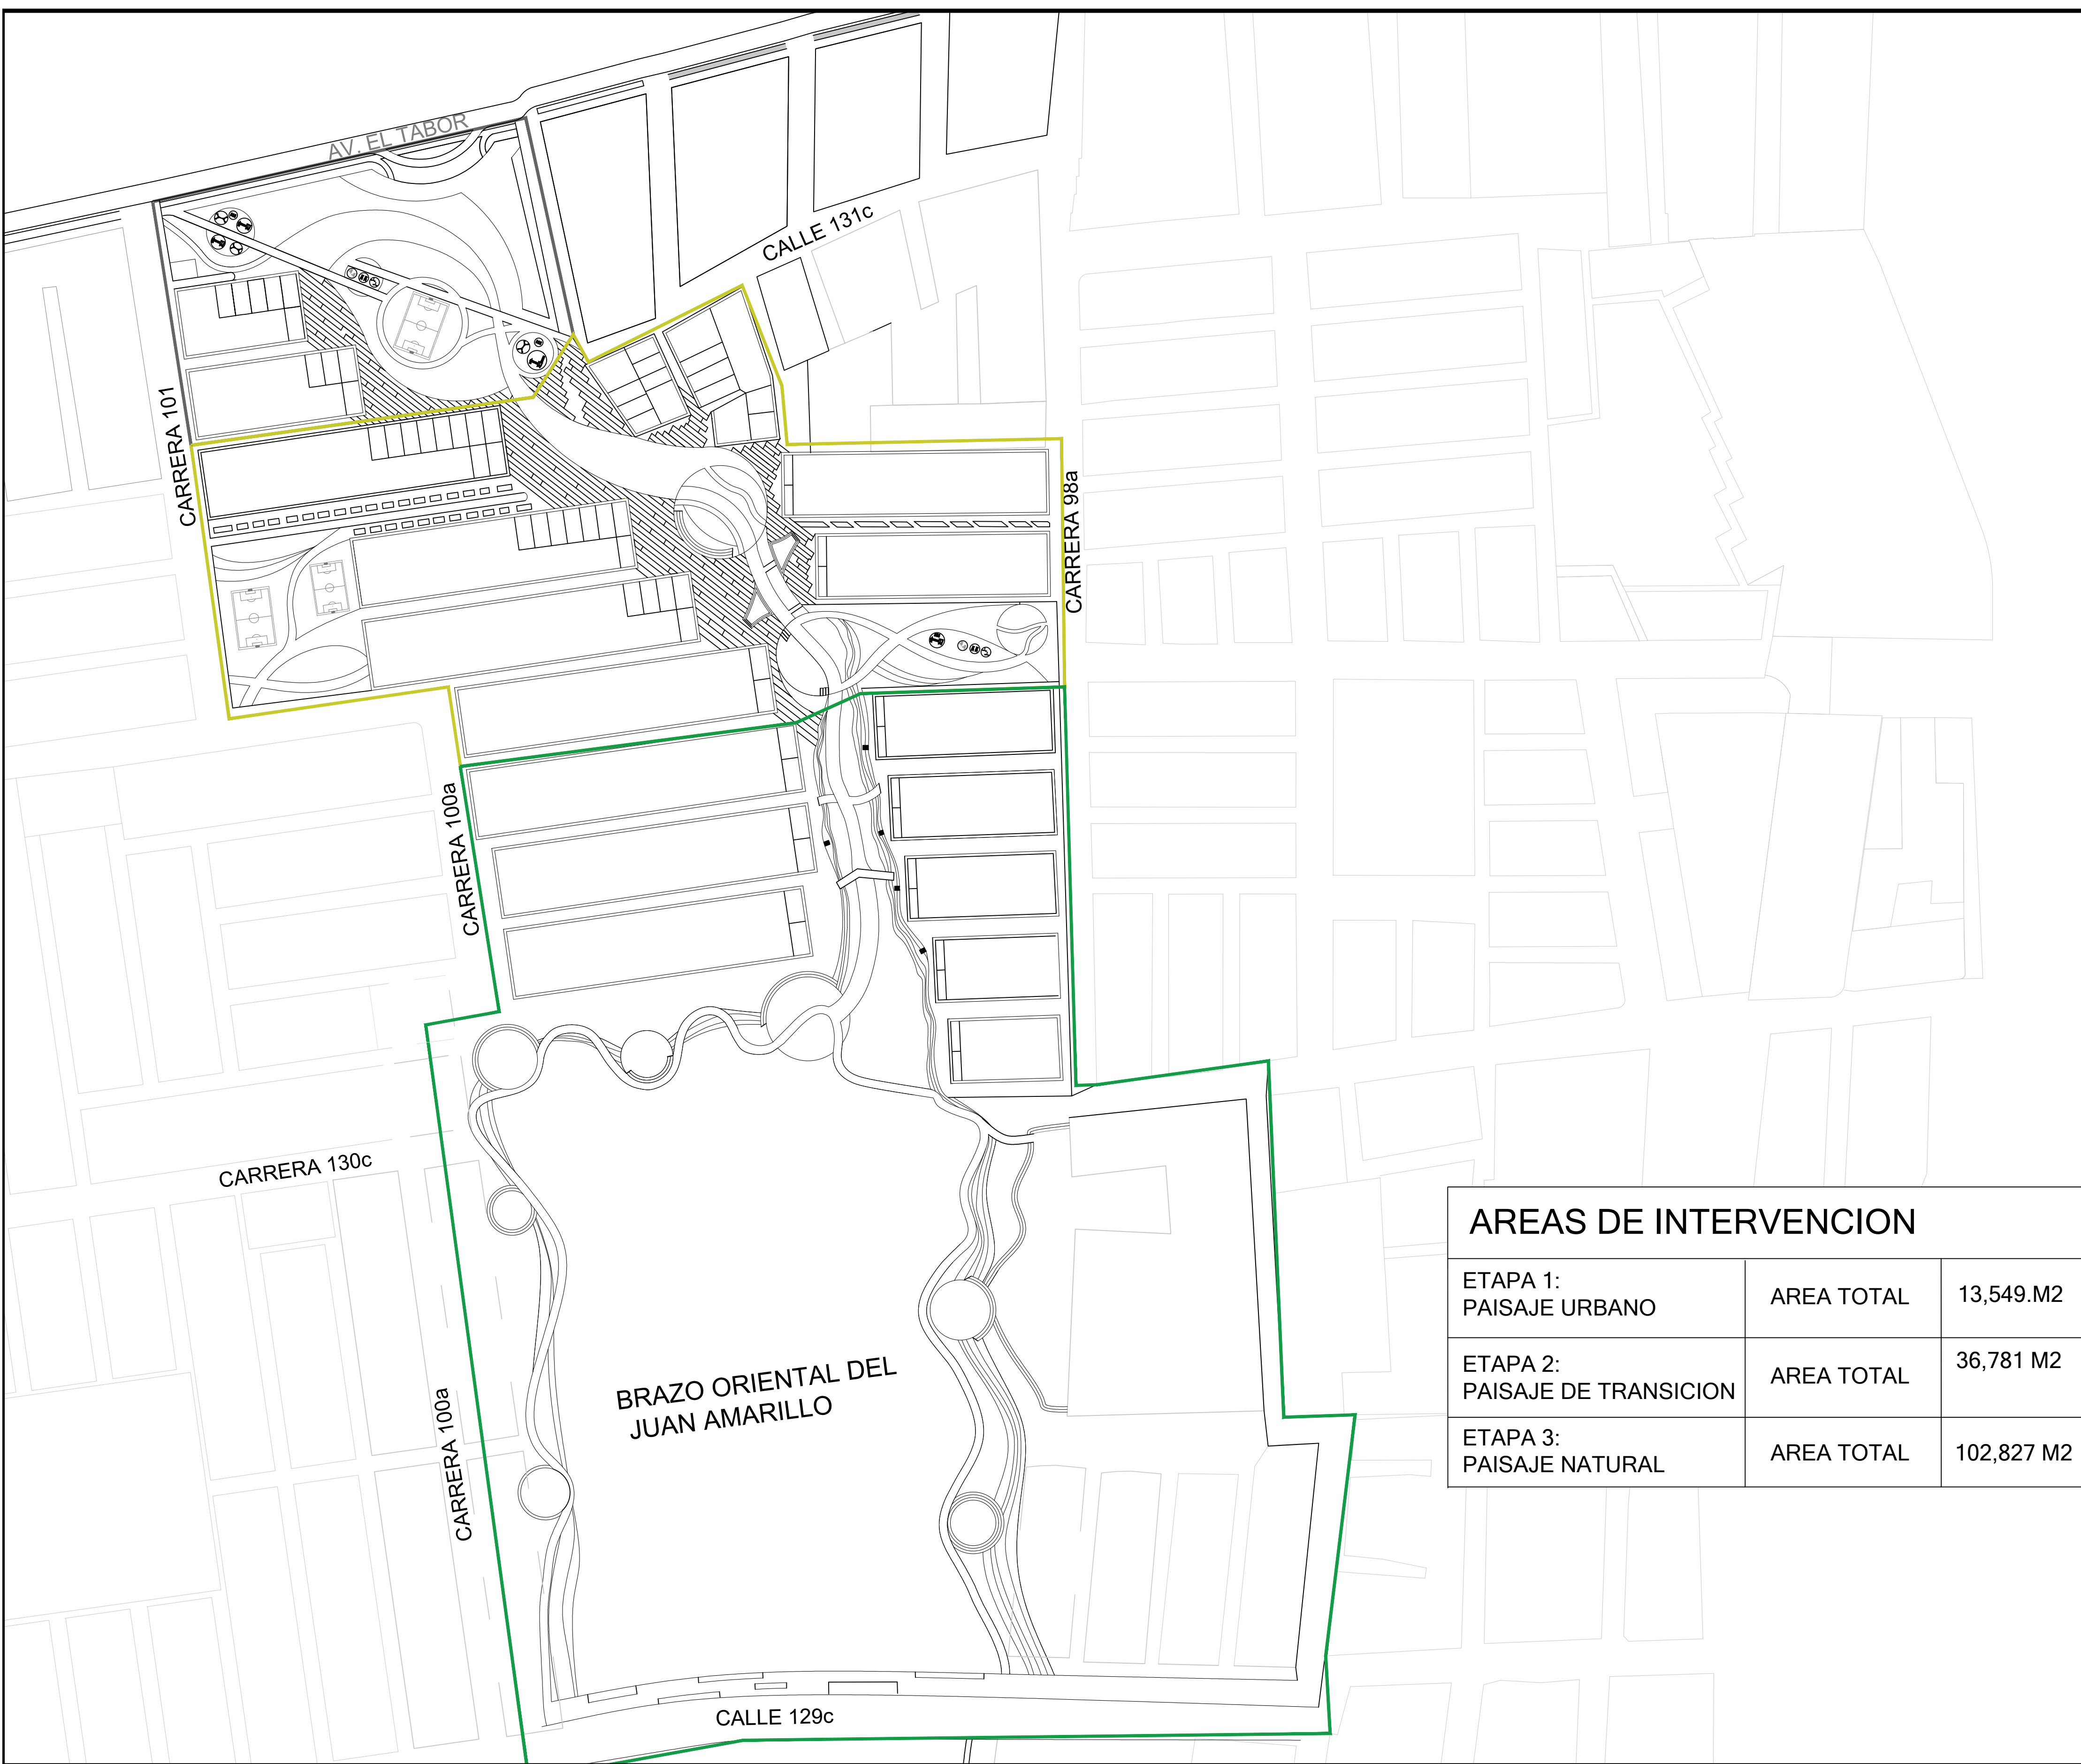 AV. EL TABOR
CALLE 131c
CARRERA 101
CARRERA 98a
CARRERA 100a
CARRERA 130c
CARRERA 100a
BRAZO ORIENTAL DEL
JUAN AMARILLO
CALLE 129c
AREAS DE INTERVENCION
ETAPA 1:
PAISAJE URBANO
AREA TOTAL
13,549.M2
ETAPA 2:
PAISAJE DE TRANSICION
AREA TOTAL
36,781 M2
ETAPA 3:
PAISAJE NATURAL
AREA TOTAL
102,827 M2